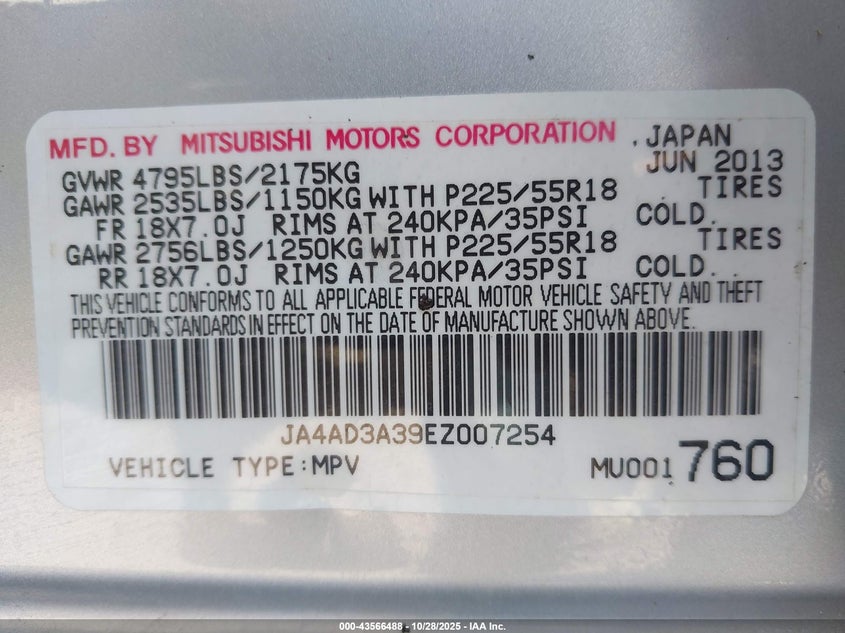 MFD. BY MITSUBISHI MOTORS CORPORATION . JAPAN
JUN 2013
GVWR 4795LBS/2175KG
GAWR 2535LBS/1150KG WITH P225/55R18 TIRES
FR 18X7.0J RIMS AT 240KPA/35PSI COLD.
GAWR 2756LBS/1250KG WITH P225/55R18 TIRES
RR 18X7.0J RIMS AT 240KPA/35PSI COLD..
THIS VEHICLE CONFORMS TO ALL APPLICABLE FEDERAL MOTOR VEHICLE SAFETY AND THEFT
PREVENTION STANDARDS IN EFFECT ON THE DATE OF MANUFACTURE SHOWN ABOVE.
JA4AD3A39EZ007254
VEHICLE TYPE:MPV MU001760
000-43566488 - 10/28/2025 - IAA Inc.